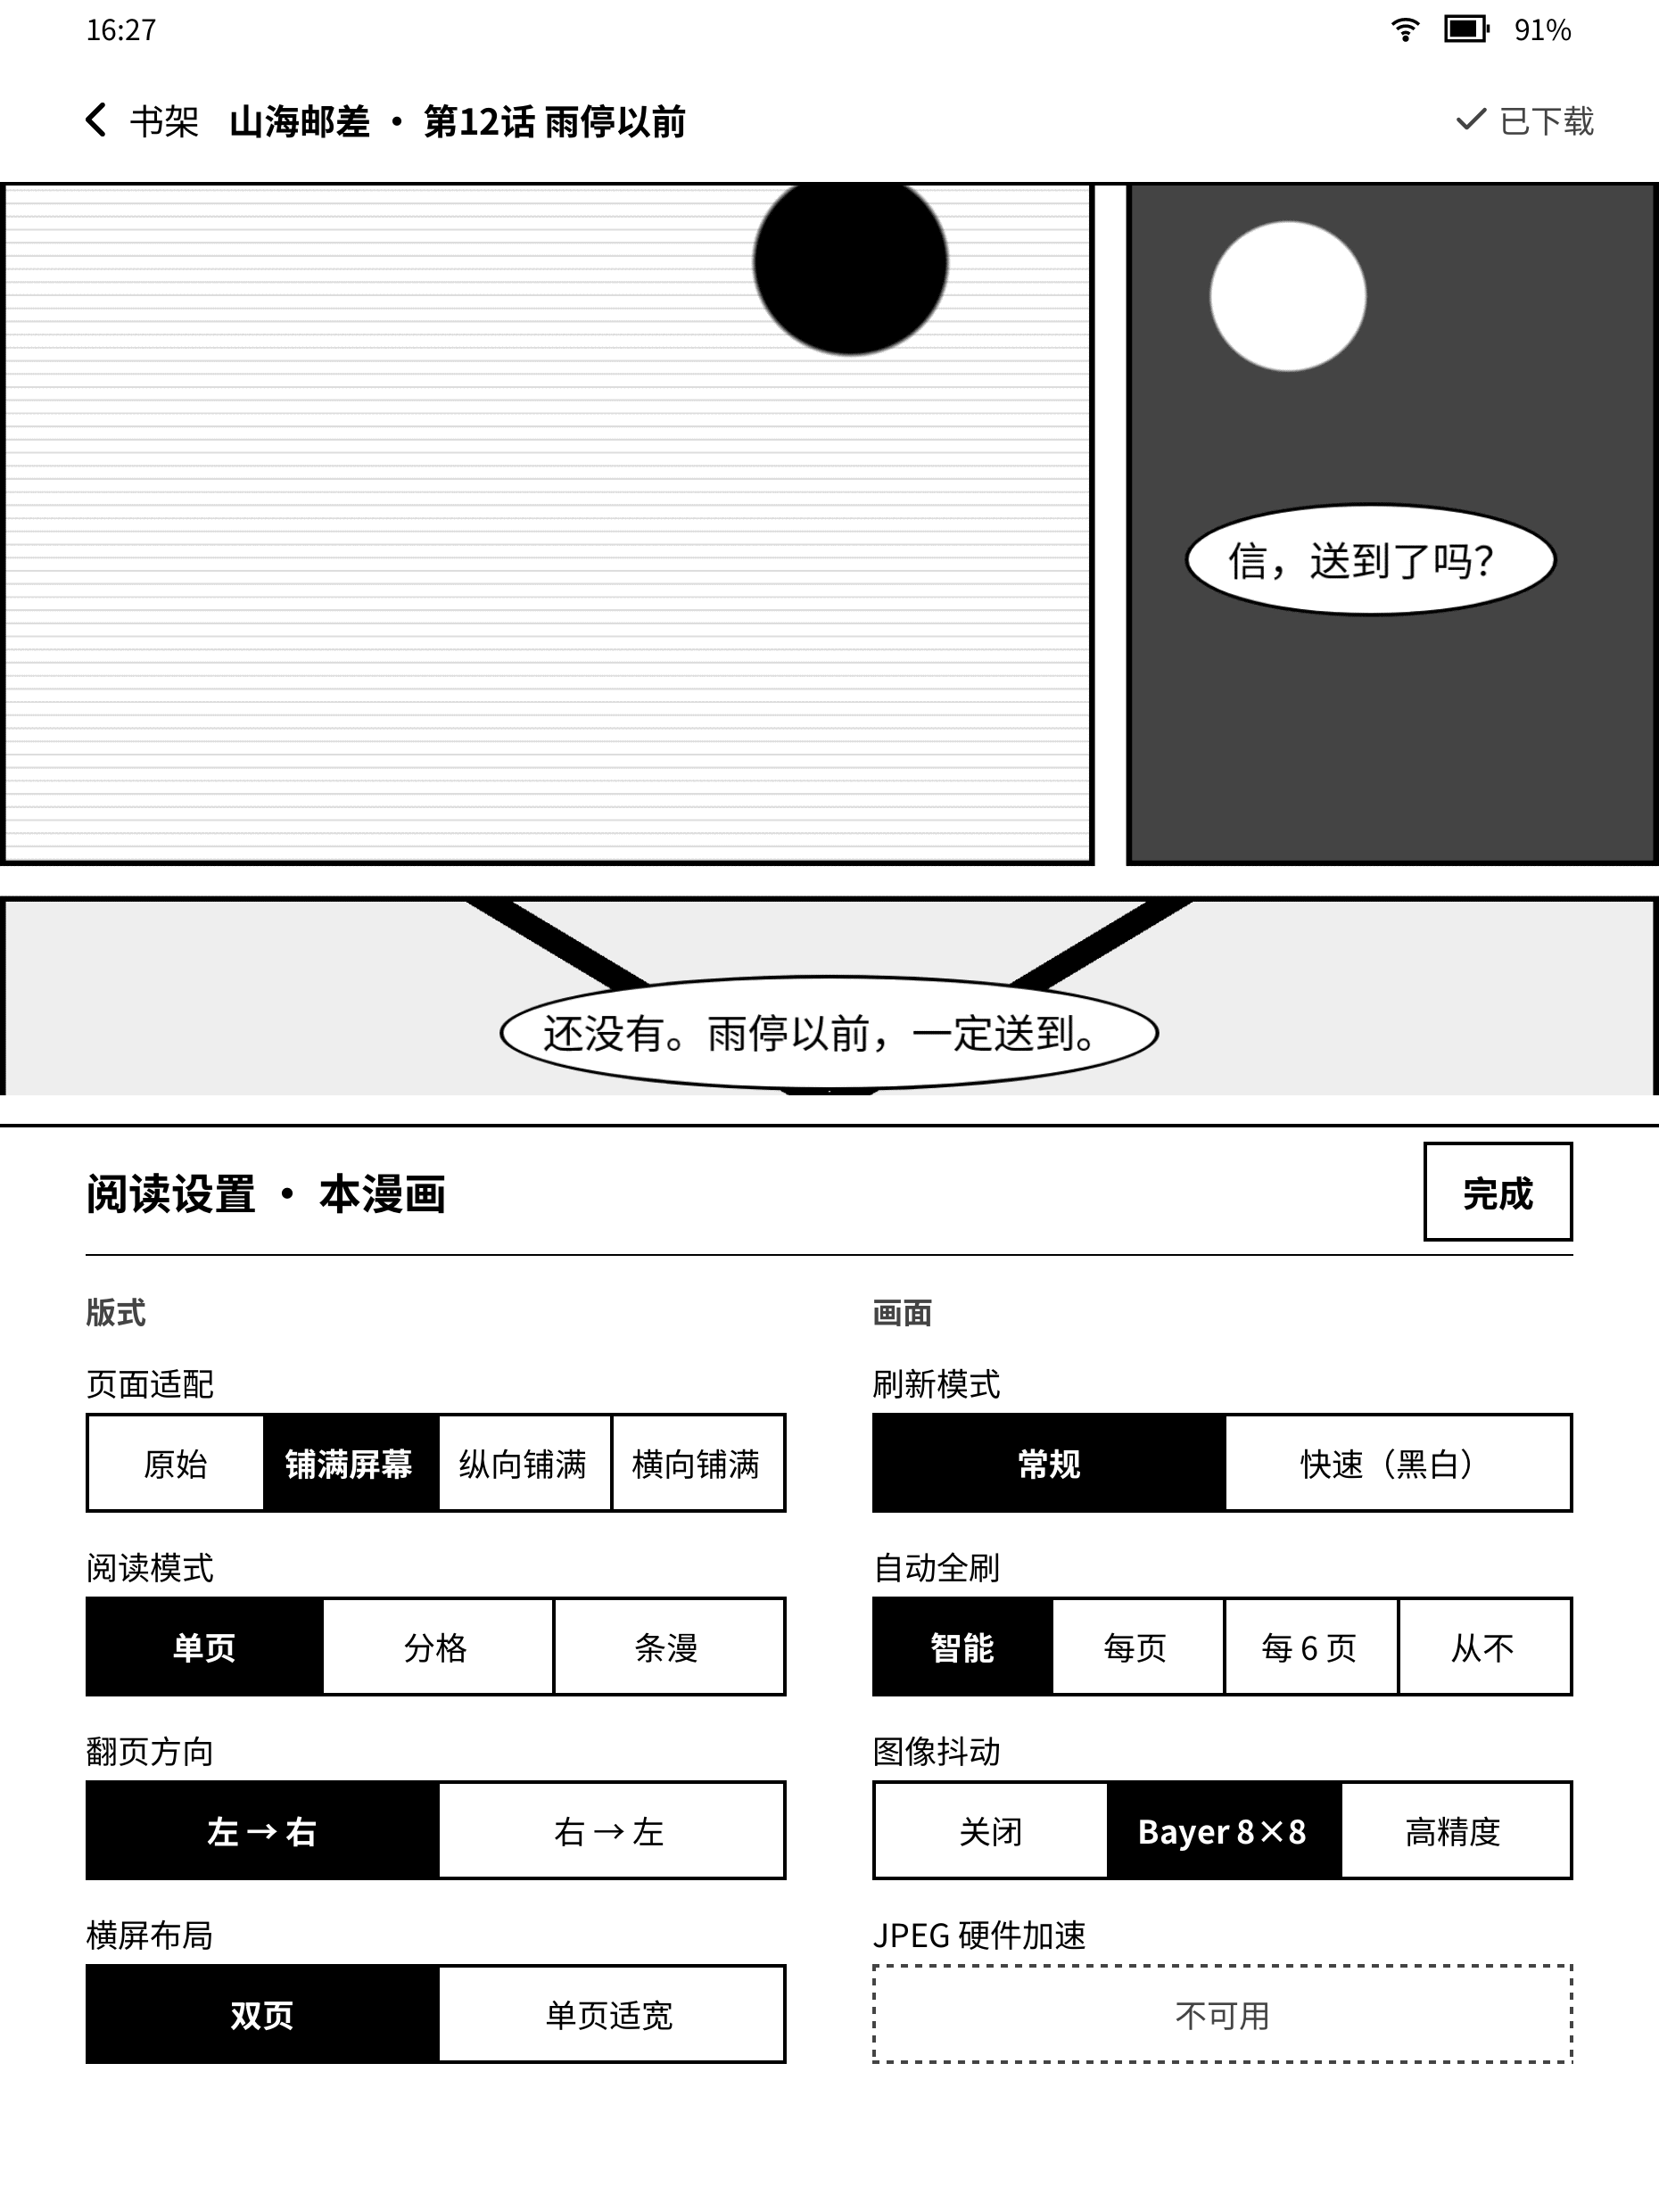 16:27
91%
书架 山海邮差 · 第12话 雨停以前
已下载
信，送到了吗？
还没有。雨停以前，一定送到。
阅读设置 · 本漫画
完成
版式
页面适配
原始 铺满屏幕 纵向铺满 横向铺满
阅读模式
单页 分格 条漫
翻页方向
左 → 右 右 → 左
横屏布局
双页 单页适宽
画面
刷新模式
常规 快速（黑白）
自动全刷
智能 每页 每 6 页 从不
图像抖动
关闭 Bayer 8×8 高精度
JPEG 硬件加速
不可用